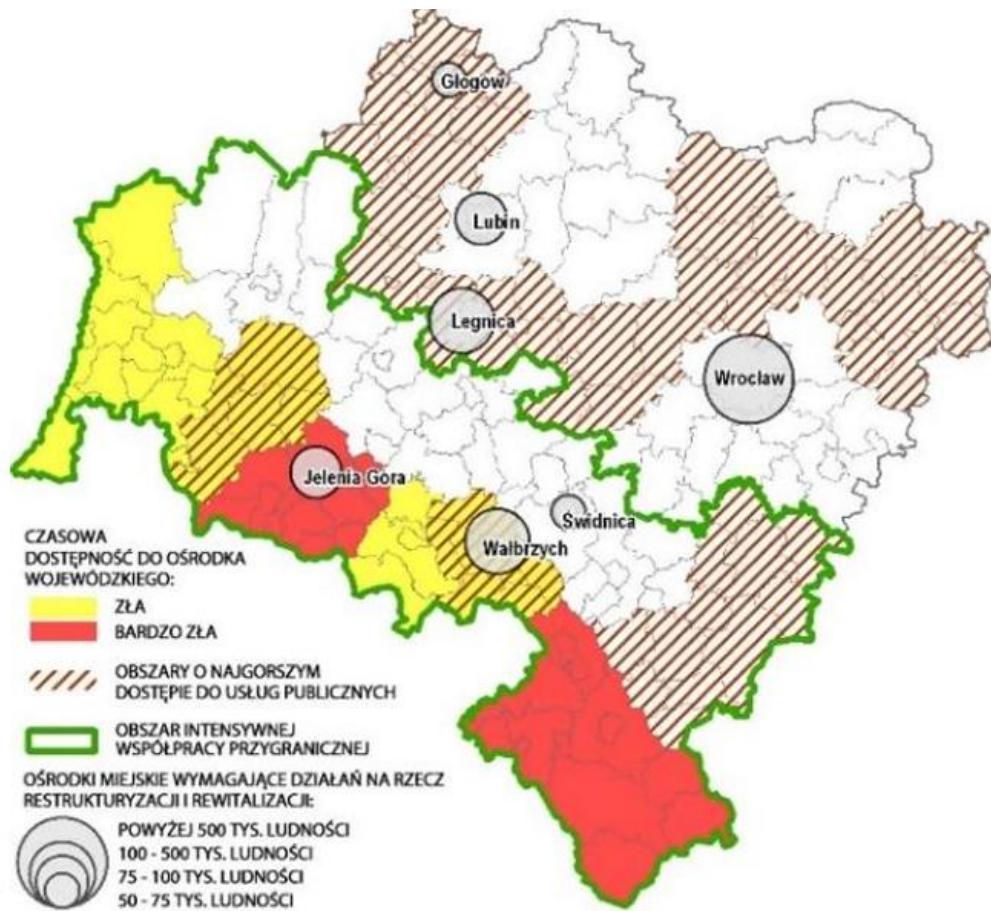 Głogów
Lubin
Legnica
Wrocław
Jelenia Góra
Świdnica
Wałbrzych
CZASOWA
DOSTĘPNOŚĆ DO OŚRODKA
WOJEWÓDZKIEGO:
ZŁA
BARDZO ZŁA
OBSZARY O NAJGORSZYM
DOSTĘPIE DO USŁUG PUBLICZNYCH
OBSZAR INTENSYWNEJ
WSPÓŁPRACY PRZYGRANICZNEJ
OŚRODKI MIEJSKIE WYMAGAJĄCE DZIAŁAŃ NA RZECZ
RESTRUKTURYZACJI I REWITALIZACJI:
POWYŻEJ 500 TYS. LUDNOŚCI
100 - 500 TYS. LUDNOŚCI
75 - 100 TYS. LUDNOŚCI
50 - 75 TYS. LUDNOŚCI